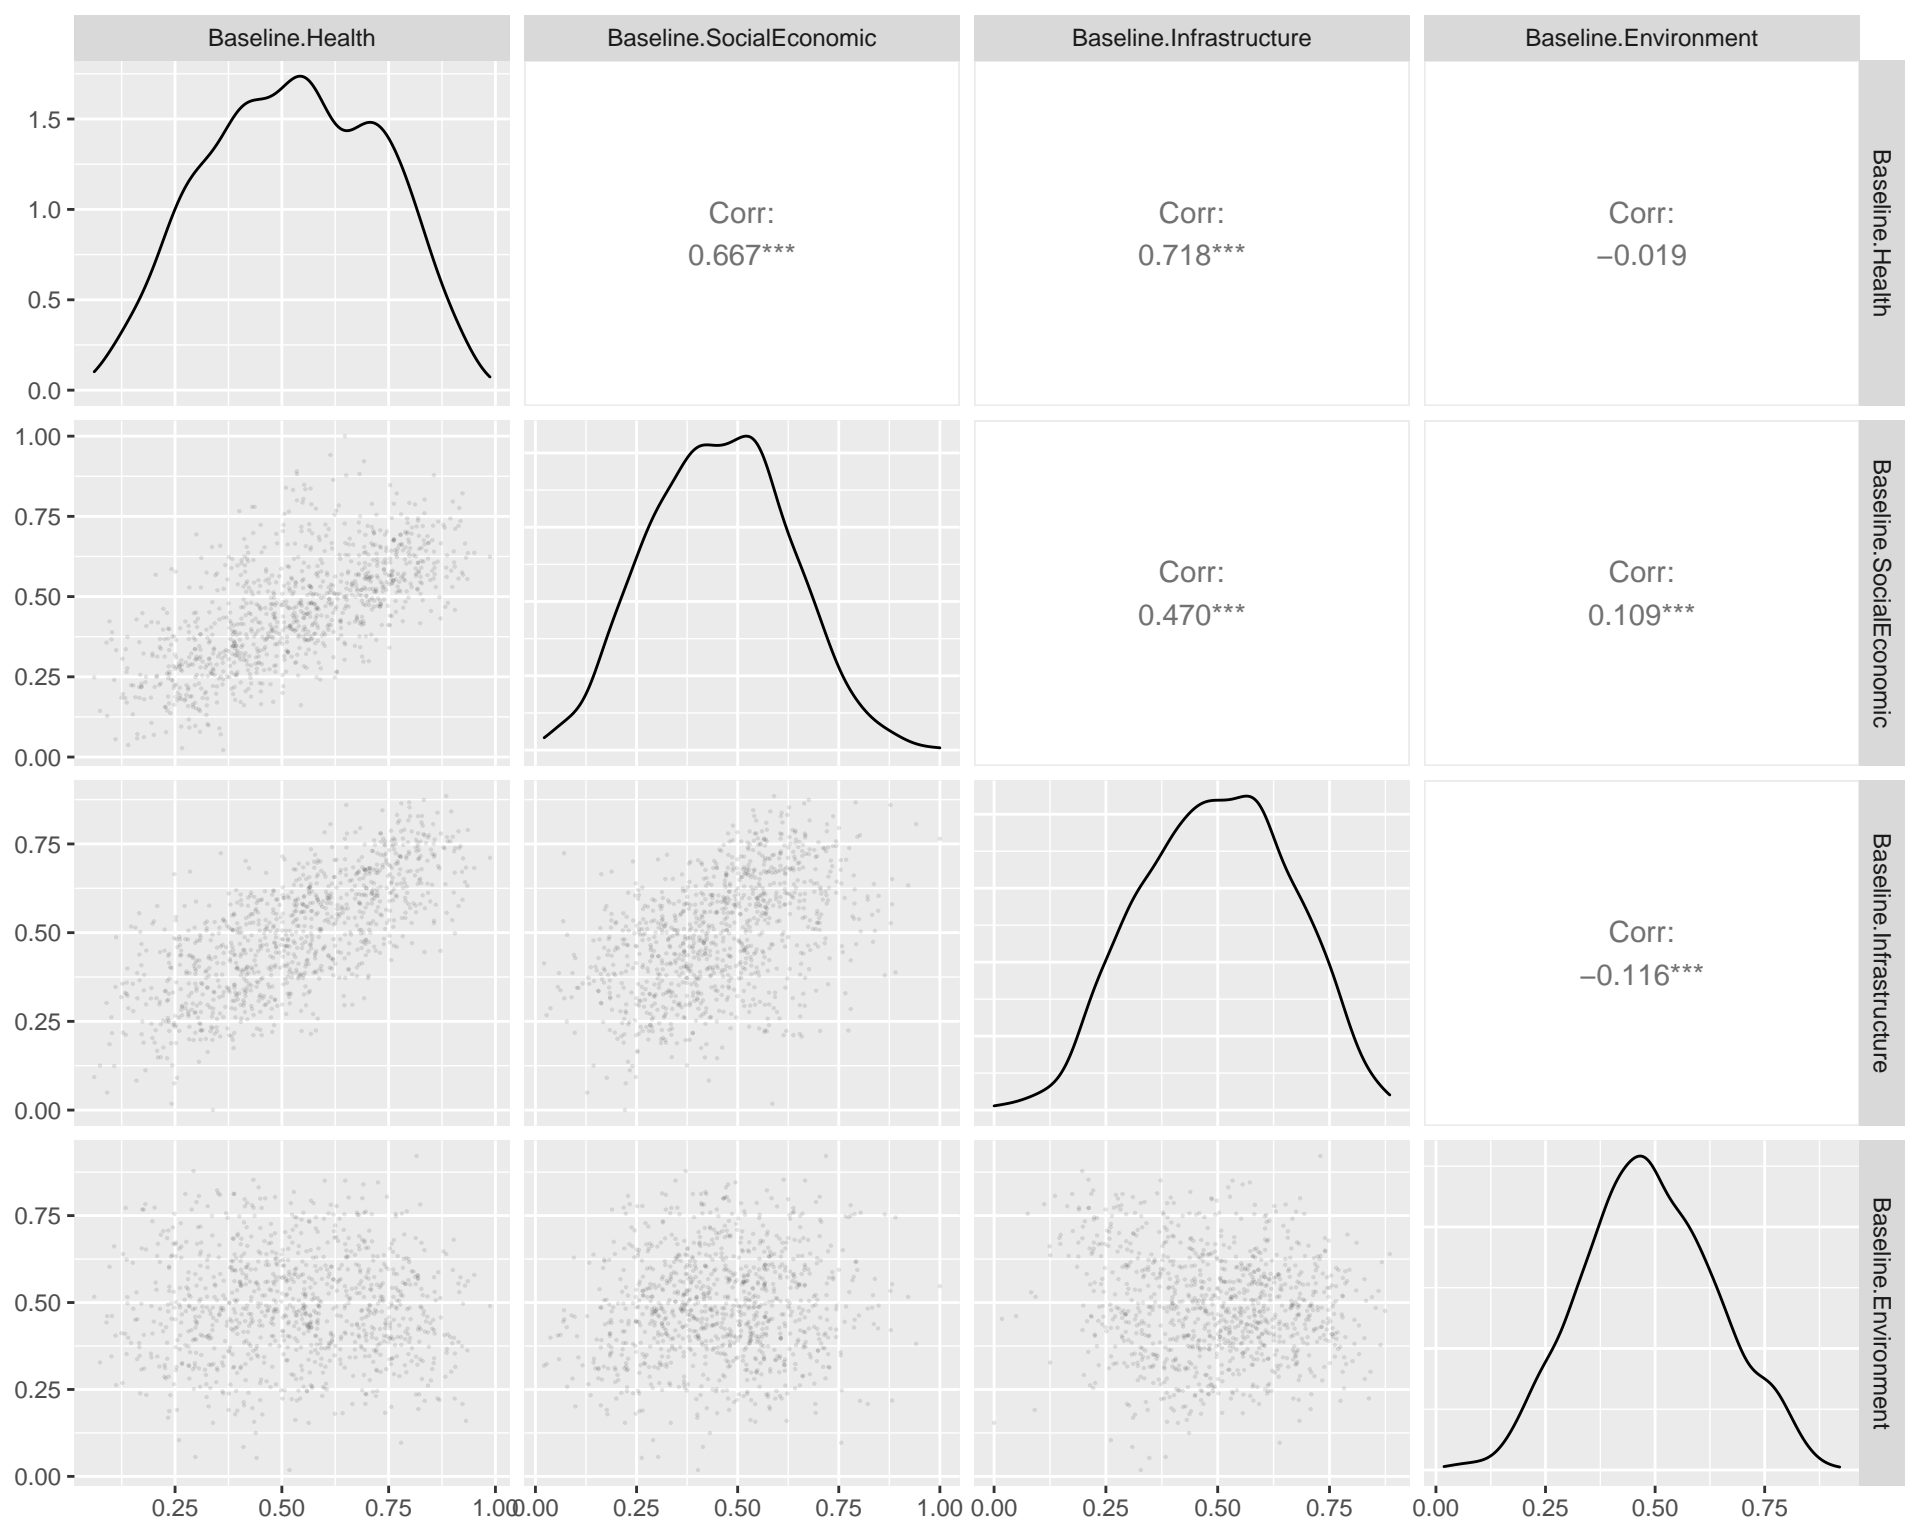 Baseline.Health Baseline.SocialEconomic Baseline.Infrastructure Baseline.Environment
1.5
1.0
0.5
0.0
Corr:
0.667***
Corr:
0.718***
Corr:
−0.019
Baseline.Health
1.00
0.75
0.50
0.25
0.00
Corr:
0.470***
Corr:
0.109***
Baseline.SocialEconomic
0.75
0.50
0.25
0.00
Corr:
−0.116***
Baseline.Infrastructure
0.75
0.50
0.25
0.00
Baseline.Environment
0.25 0.50 0.75 1.00 0.00 0.25 0.50 0.75 1.00 0.00 0.25 0.50 0.75 0.00 0.25 0.50 0.75